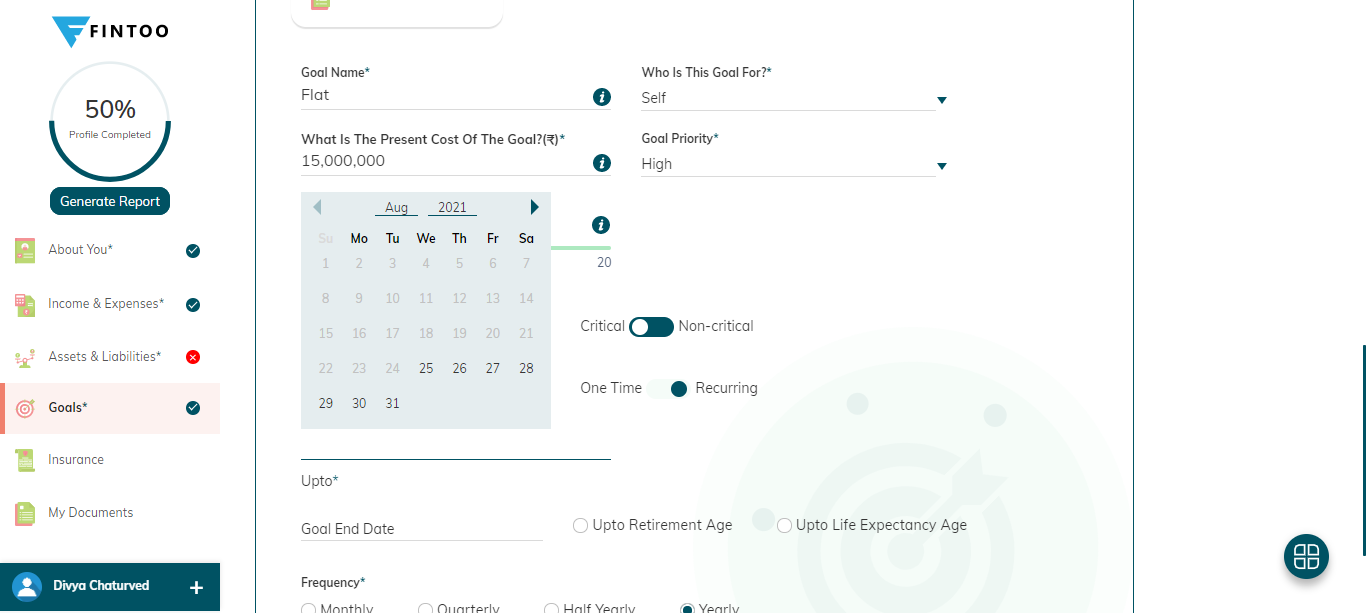 FINTOO
50%
Profile Completed
Generate Report
About You*
Income & Expenses*
Assets & Liabilities*
Goals*
Insurance
My Documents
Divya Chaturved
Goal Name*
Flat
Who Is This Goal For?*
Self
What Is The Present Cost Of The Goal?(₹)*
15,000,000
Goal Priority*
High
Aug 2021
Su Mo Tu We Th Fr Sa
1 2 3 4 5 6 7
8 9 10 11 12 13 14
15 16 17 18 19 20 21
22 23 24 25 26 27 28
29 30 31
20
Critical Non-critical
One Time Recurring
Upto*
Goal End Date
Upto Retirement Age
Upto Life Expectancy Age
Frequency*
Monthly Quarterly Half Yearly Yearly